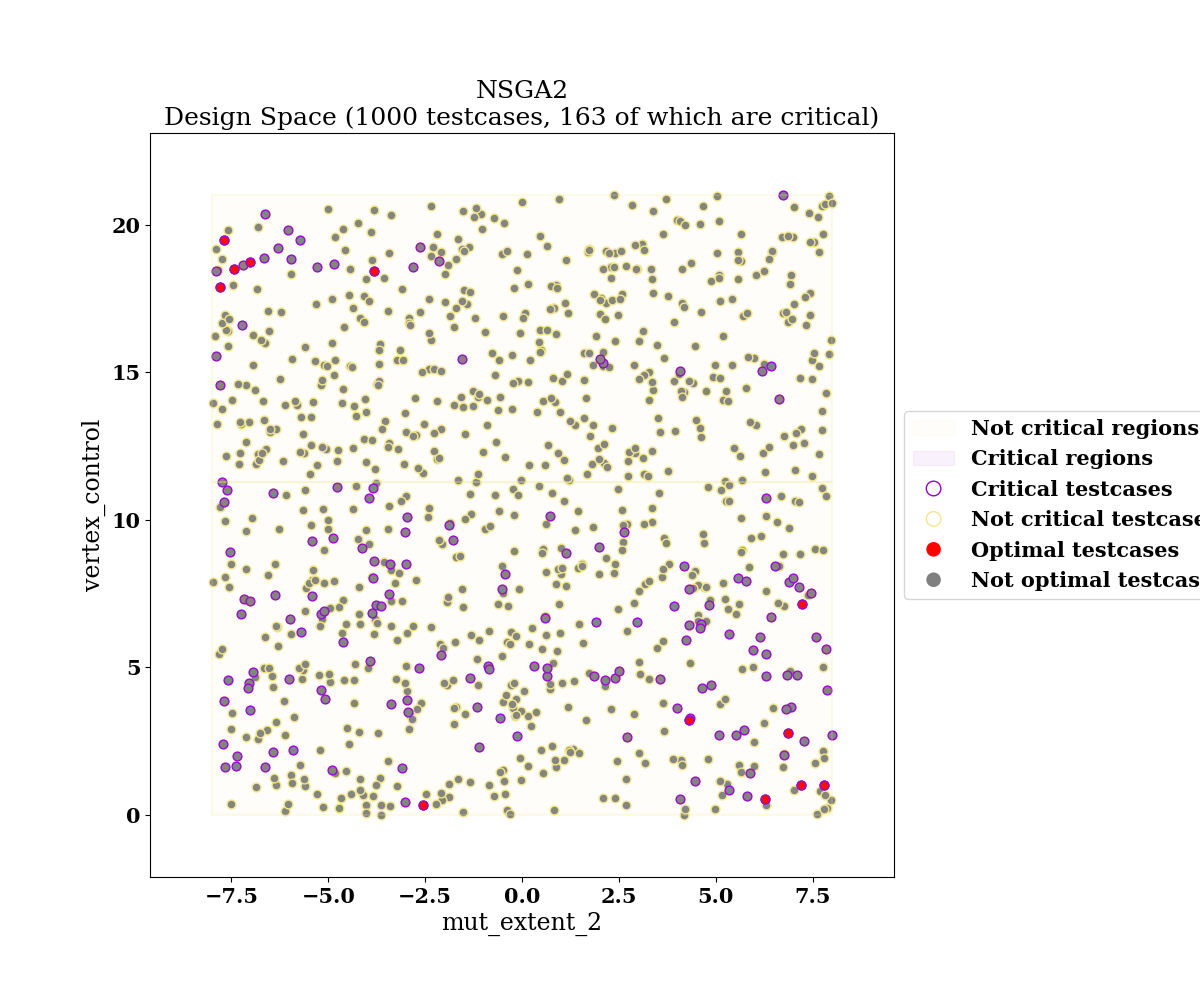 NSGA2
Design Space (1000 testcases, 163 of which are critical)
20
15
10
5
0
vertex_control
−7.5 −5.0 −2.5 0.0 2.5 5.0 7.5
mut_extent_2
Not critical regions
Critical regions
Critical testcases
Not critical testcase
Optimal testcases
Not optimal testcas